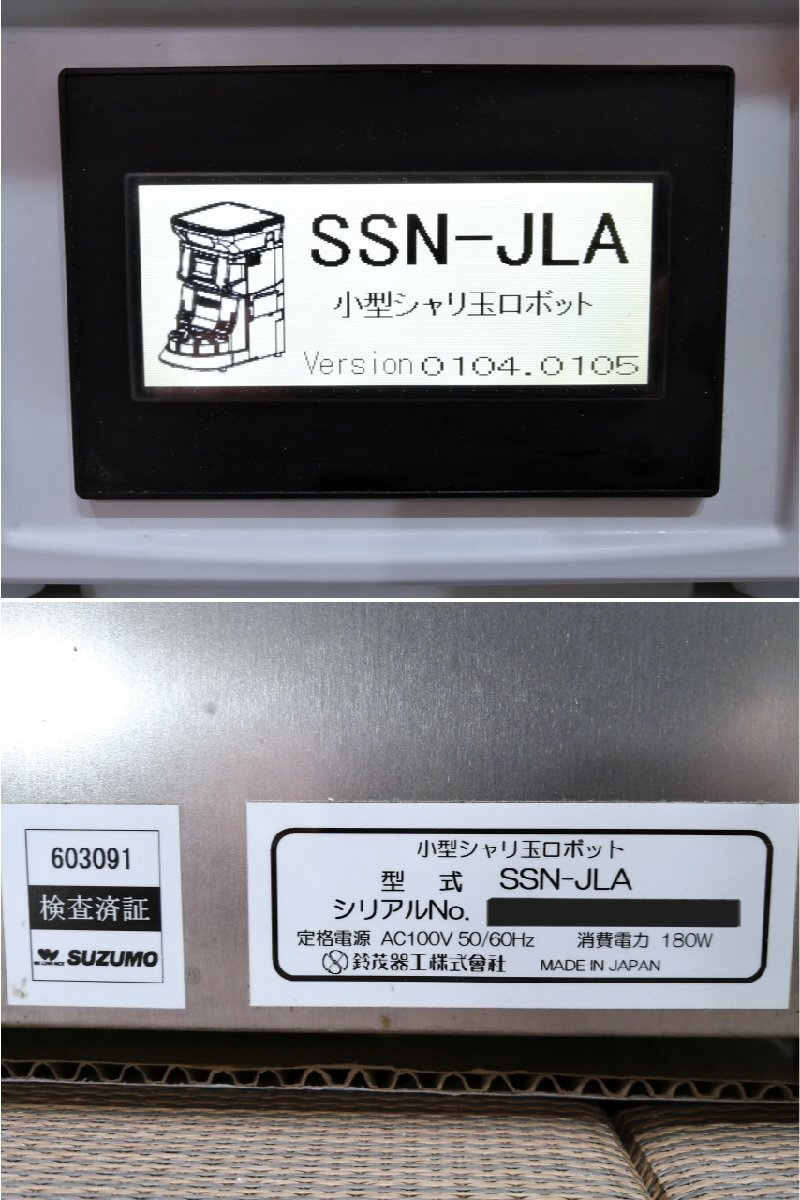 SSN-JLA
小型シャリ玉ロボット
Version 0104.0105
603091
検査済証
WE LOVE RICE SUZUMO
小型シャリ玉ロボット
型 式 SSN-JLA
シリアルNo.
定格電源 AC100V 50/60Hz 消費電力 180W
鈴茂器工株式會社 MADE IN JAPAN